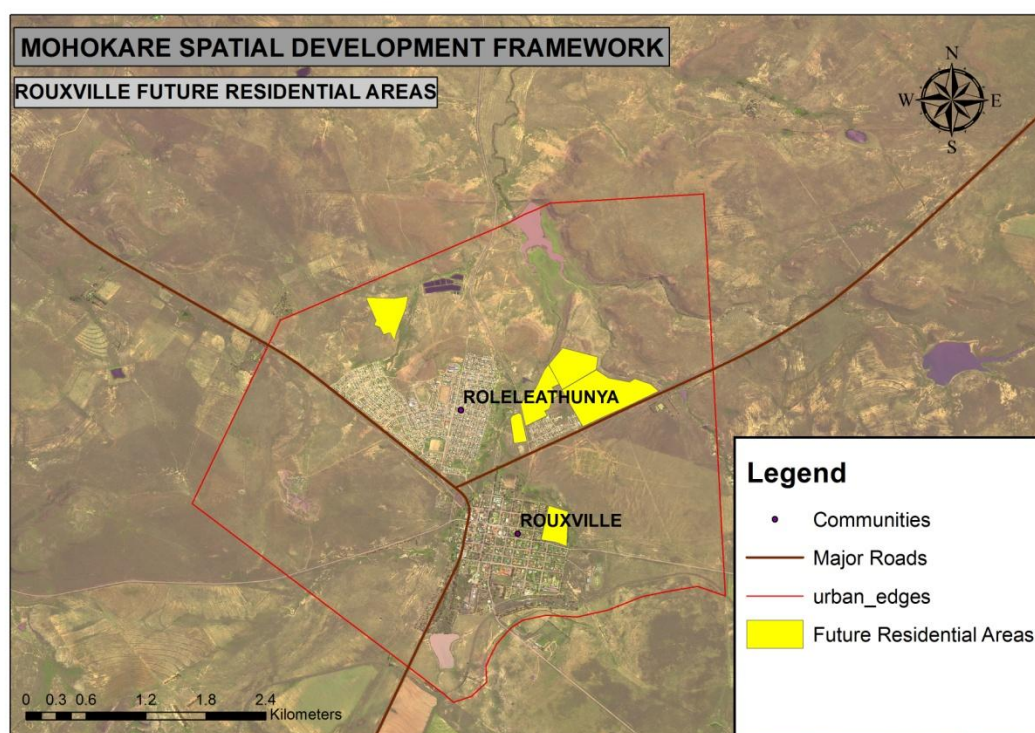 MOHOKARE SPATIAL DEVELOPMENT FRAMEWORK
ROUXVILLE FUTURE RESIDENTIAL AREAS
N
W E
S
ROLELEATHUNYA
ROUXVILLE
Legend
Communities
Major Roads
urban_edges
Future Residential Areas
0 0.3 0.6 1.2 1.8 2.4
Kilometers